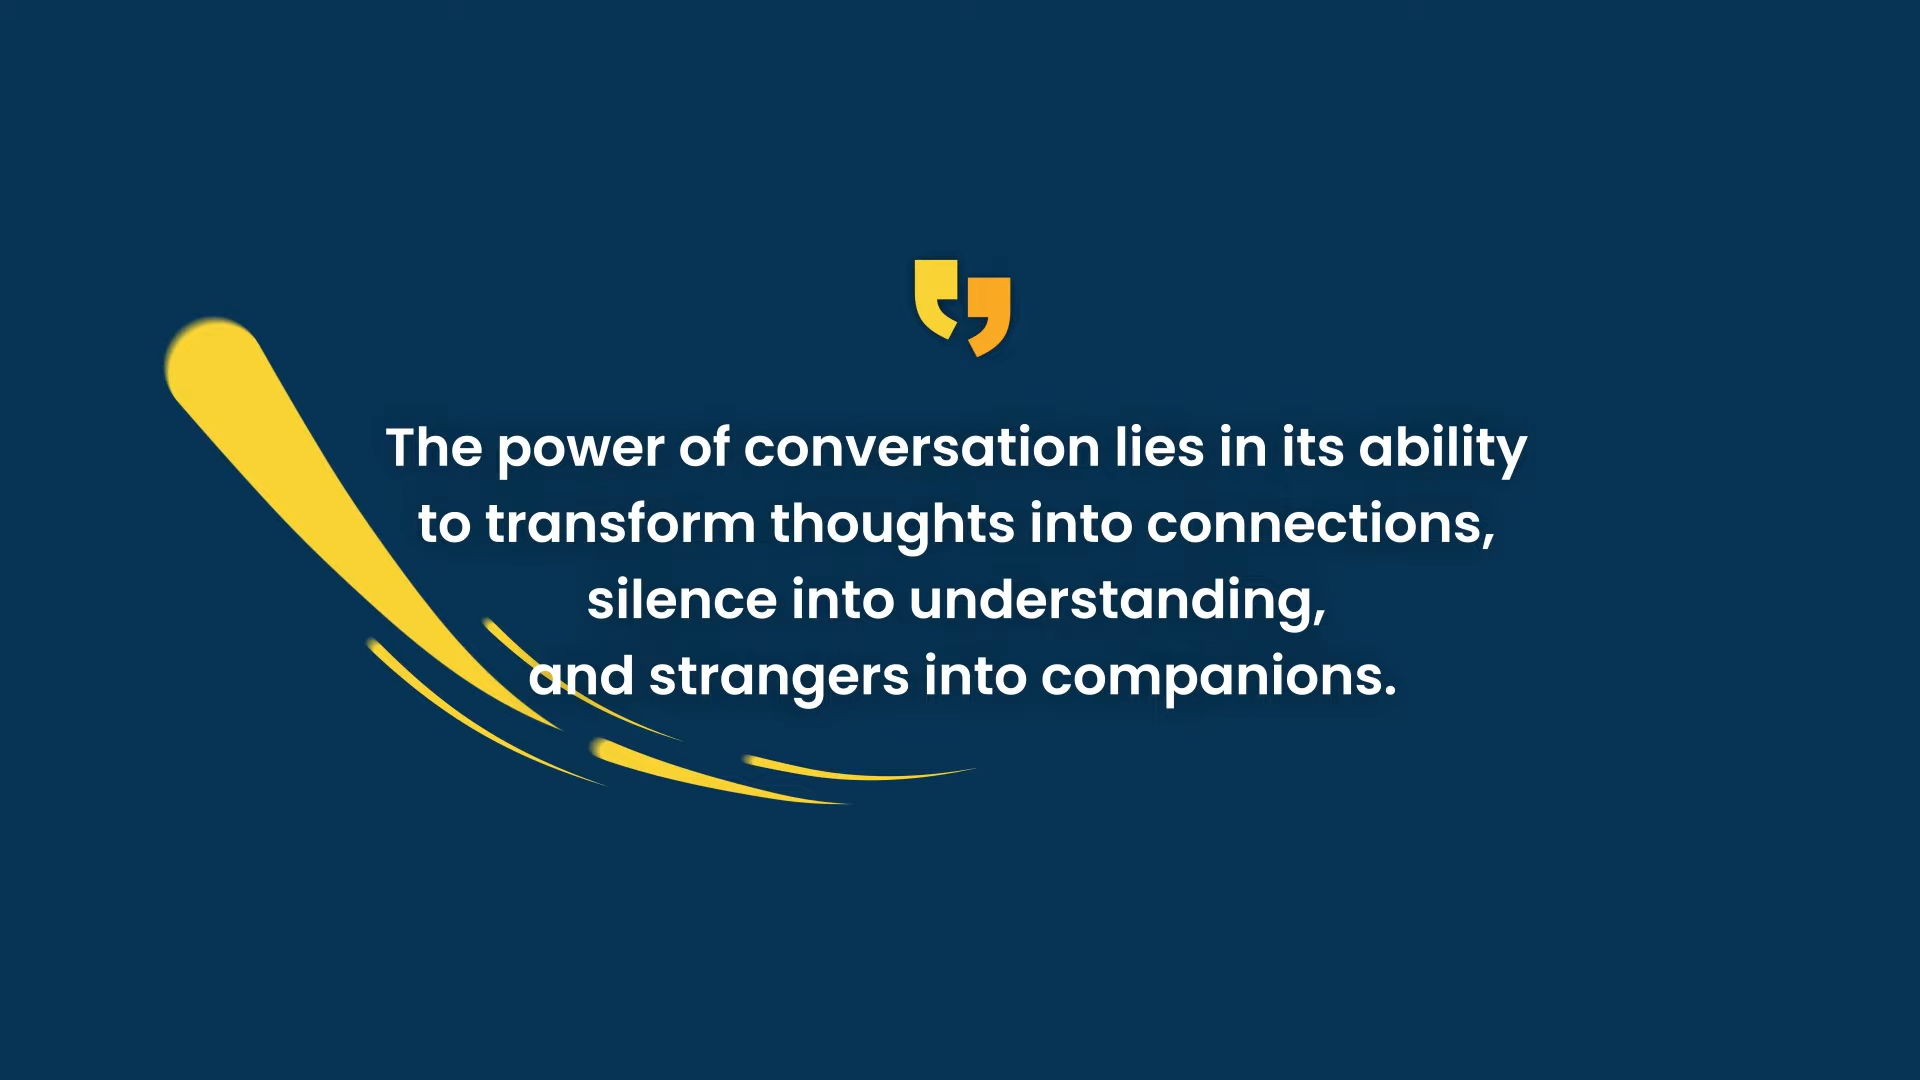 The power of conversation lies in its ability
to transform thoughts into connections,
silence into understanding,
and strangers into companions.